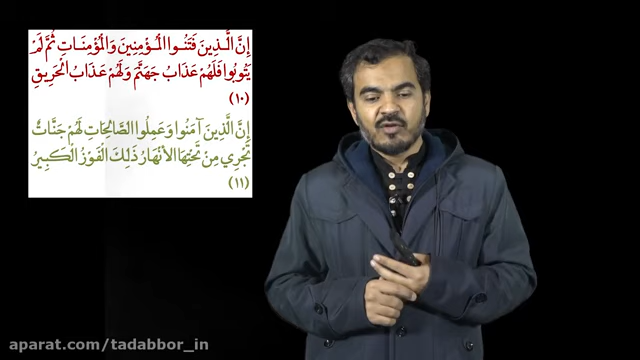 إِنَّ الَّذِينَ فَتَنُوا الْمُؤْمِنِينَ وَالْمُؤْمِنَاتِ ثُمَّ لَمْ
يَتُوبُوا فَلَهُمْ عَذَابُ جَهَنَّمَ وَلَهُمْ عَذَابُ الْحَرِيقِ
(١٠)
إِنَّ الَّذِينَ آمَنُوا وَعَمِلُوا الصَّالِحَاتِ لَهُمْ جَنَّاتٌ
تَجْرِي مِنْ تَحْتِهَا الأنْهَارُ ذَلِكَ الْفَوْزُ الْكَبِيرُ
(١١)
aparat.com/tadabbor_in